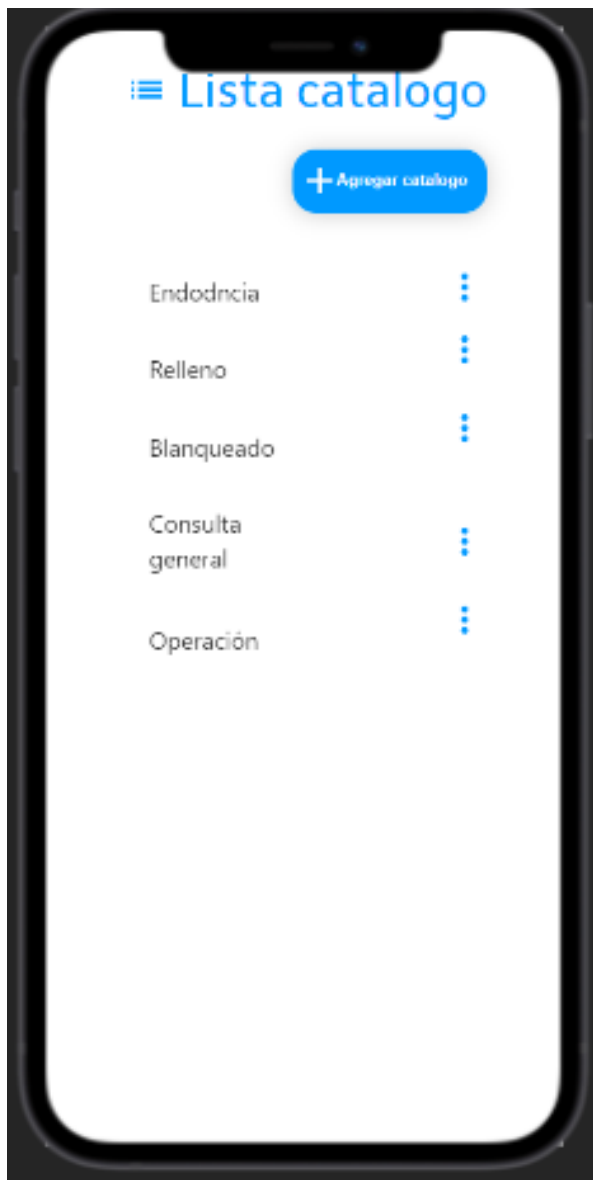 Lista catalogo
Agregar catalogo
Endodncia
Relleno
Blanqueado
Consulta
general
Operación